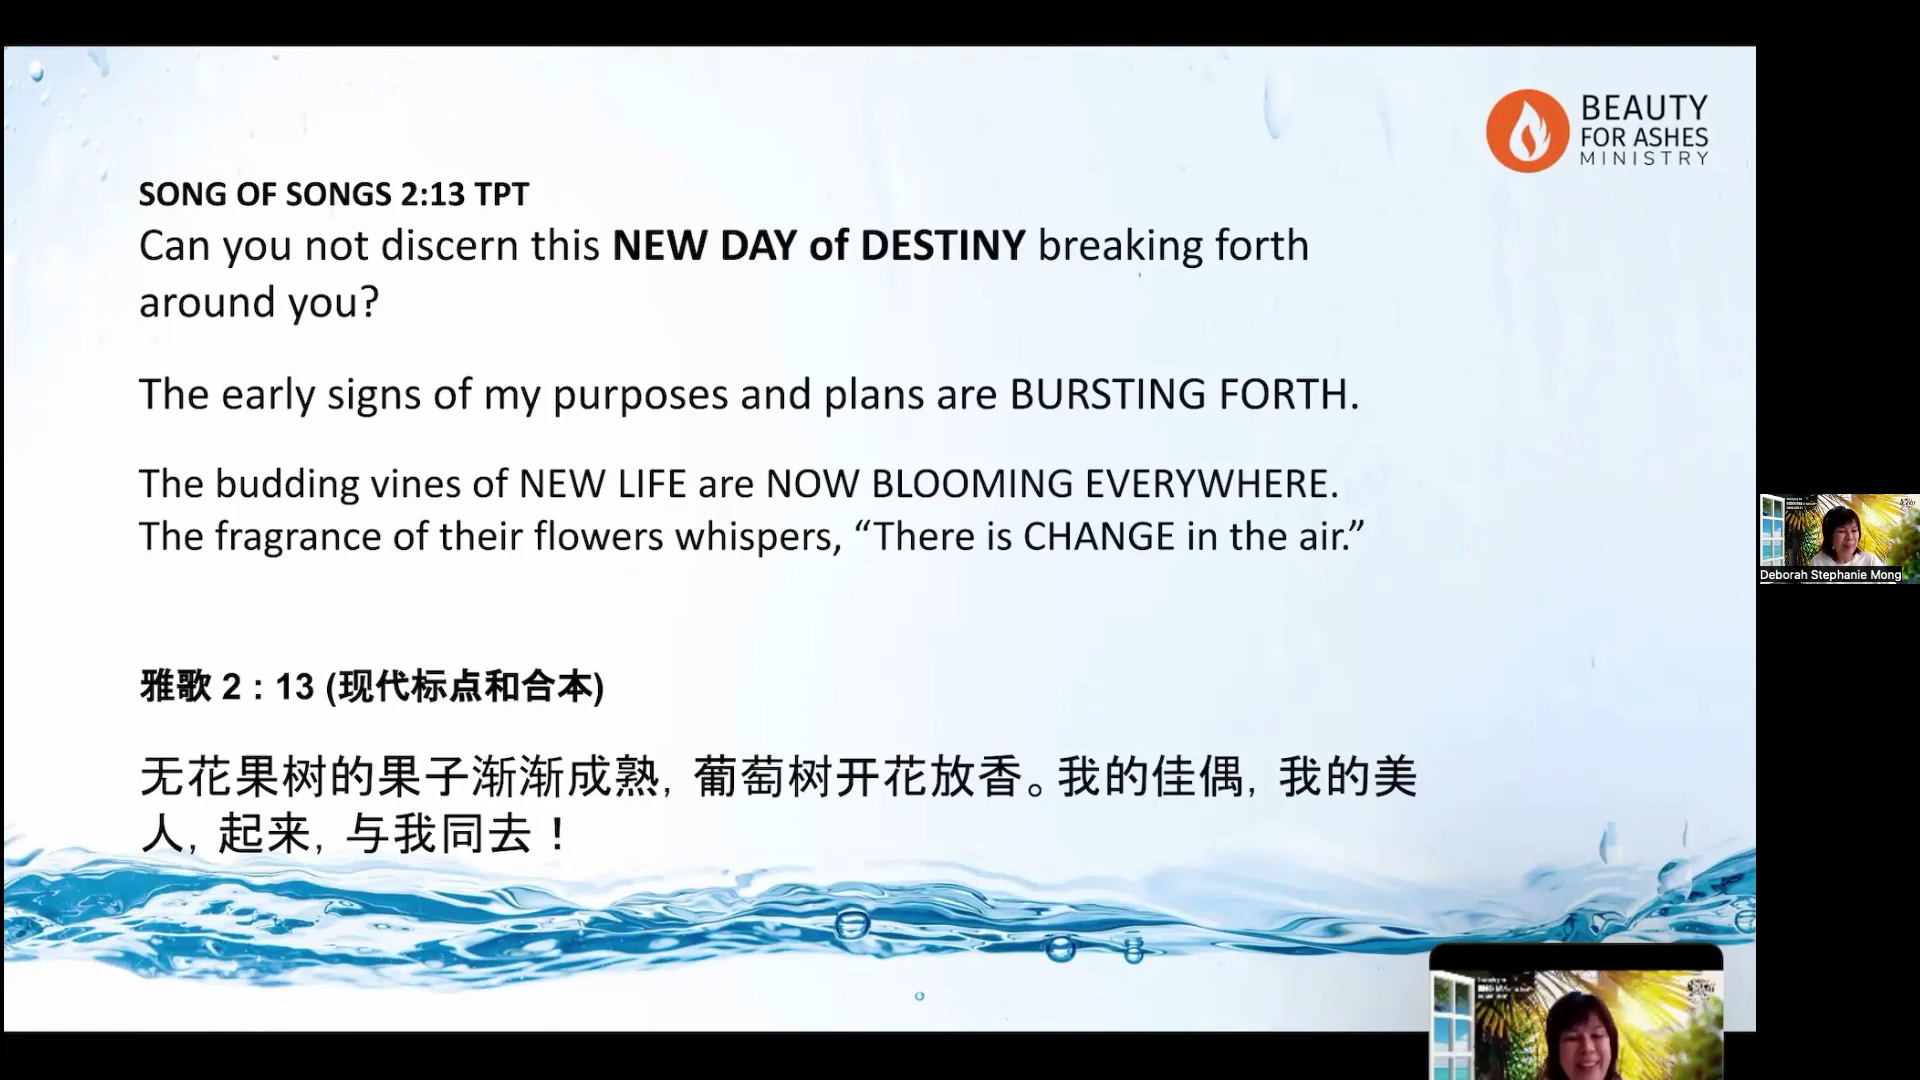 BEAUTY
FOR ASHES
MINISTRY
SONG OF SONGS 2:13 TPT
Can you not discern this NEW DAY of DESTINY breaking forth
around you?
The early signs of my purposes and plans are BURSTING FORTH.
The budding vines of NEW LIFE are NOW BLOOMING EVERYWHERE.
The fragrance of their flowers whispers, “There is CHANGE in the air.”
雅歌 2 : 13 (现代标点和合本)
无花果树的果子渐渐成熟, 葡萄树开花放香。我的佳偶, 我的美
人, 起来, 与我同去 !
Deborah Stephanie Mong